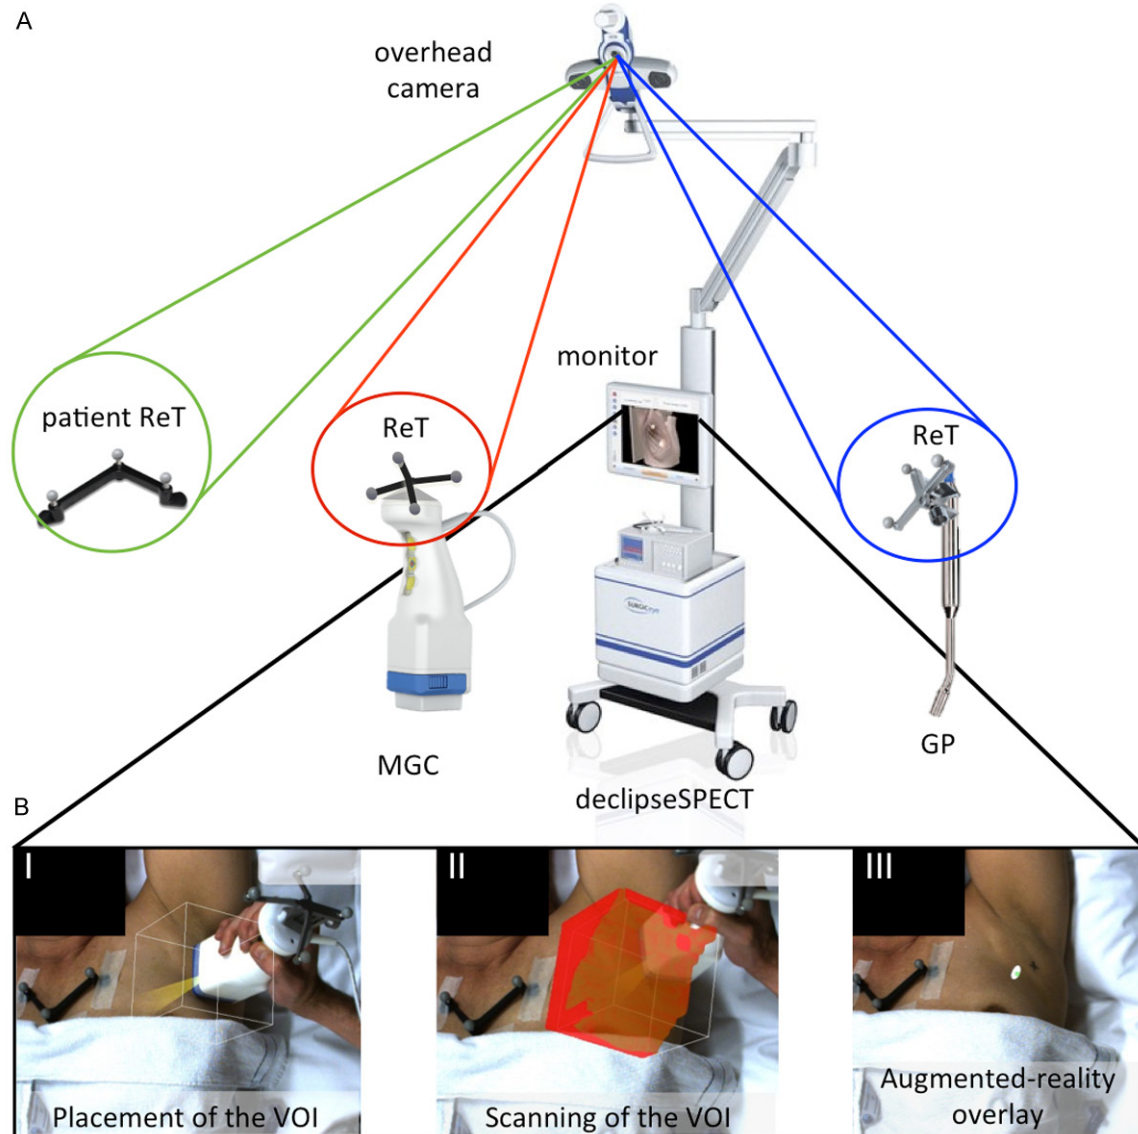 A
overhead
camera
monitor
patient ReT
ReT
ReT
SURGICeye
MGC
GP
declipseSPECT
B
I
II
III
Placement of the VOI
Scanning of the VOI
Augmented-reality
overlay